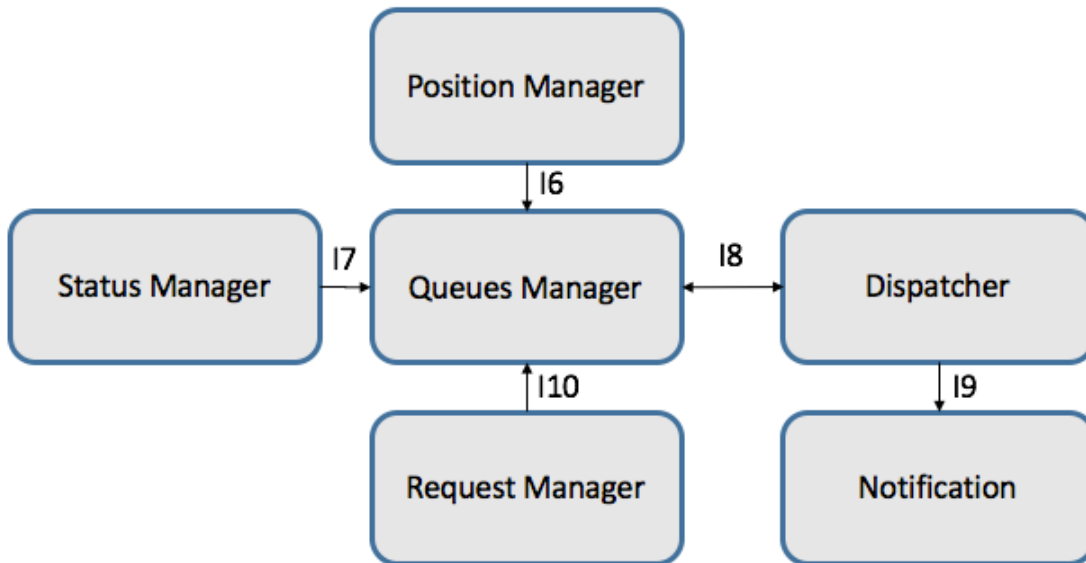 Position Manager
I6
Status Manager
I7
Queues Manager
I8
Dispatcher
I10
I9
Request Manager
Notification